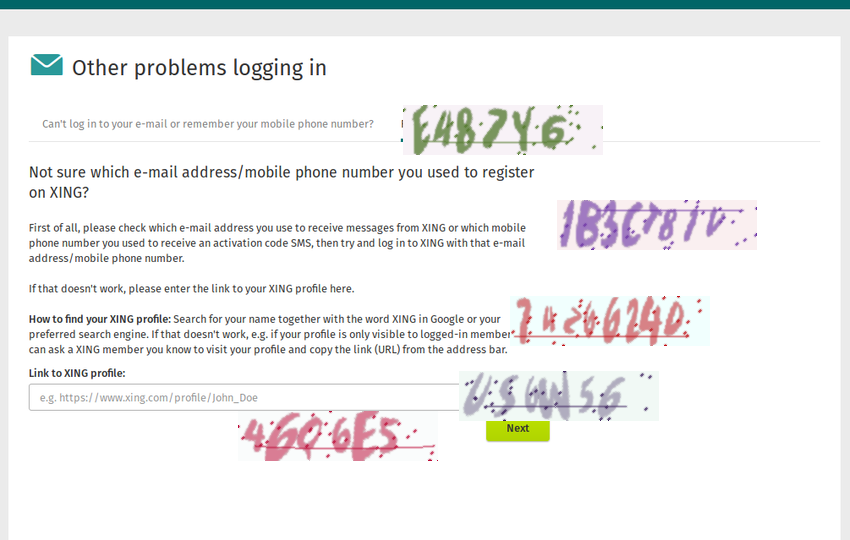 Other problems logging in
Can't log in to your e-mail or remember your mobile phone number?
E4B7Y6
Not sure which e-mail address/mobile phone number you used to register
on XING?
First of all, please check which e-mail address you use to receive messages from XING or which mobile
phone number you used to receive an activation code SMS, then try and log in to XING with that e-mail
address/mobile phone number.
If that doesn't work, please enter the link to your XING profile here.
How to find your XING profile: Search for your name together with the word XING in Google or your
preferred search engine. If that doesn't work, e.g. if your profile is only visible to logged-in member
can ask a XING member you know to visit your profile and copy the link (URL) from the address bar.
Link to XING profile:
e.g. https://www.xing.com/profile/John_Doe
Next